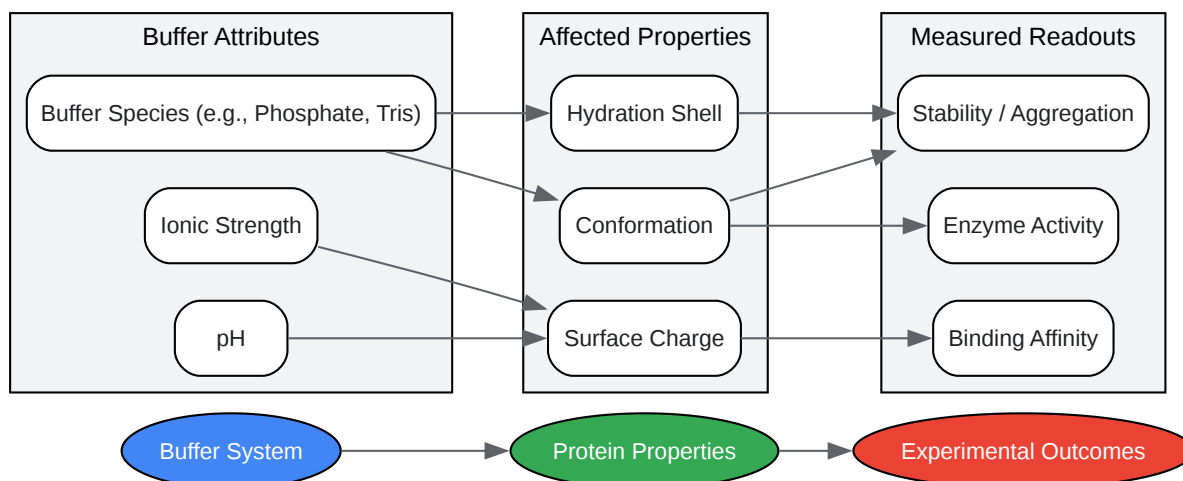 Buffer Attributes
Affected Properties
Measured Readouts
Buffer Species (e.g., Phosphate, Tris)
Hydration Shell
Stability / Aggregation
Ionic Strength
Conformation
Enzyme Activity
pH
Surface Charge
Binding Affinity
Buffer System
Protein Properties
Experimental Outcomes